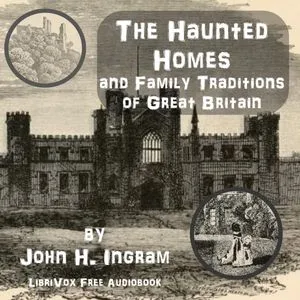 The Haunted
Homes
and Family Traditions
of Great Britain
by
John H. Ingram
LibriVox Free Audiobook